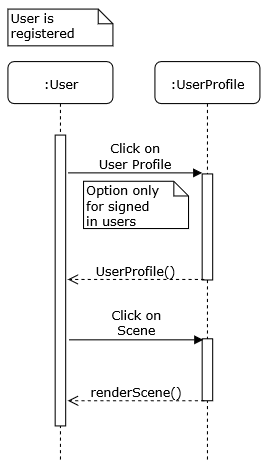 User is
registered
:User
:UserProfile
Click on
User Profile
Option only
for signed
in users
UserProfile()
Click on
Scene
renderScene()